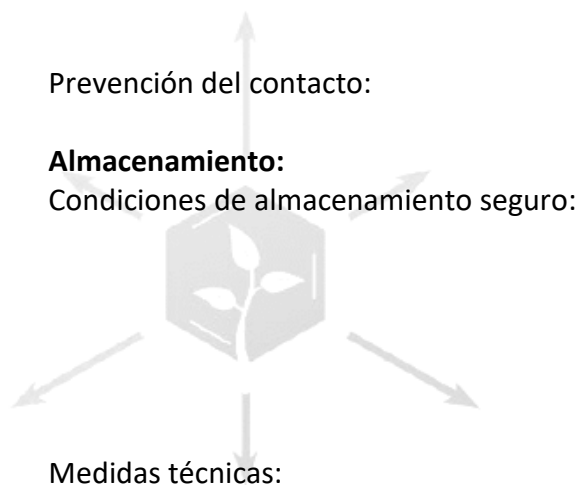 Prevención del contacto:
Almacenamiento:
Condiciones de almacenamiento seguro:
Medidas técnicas: